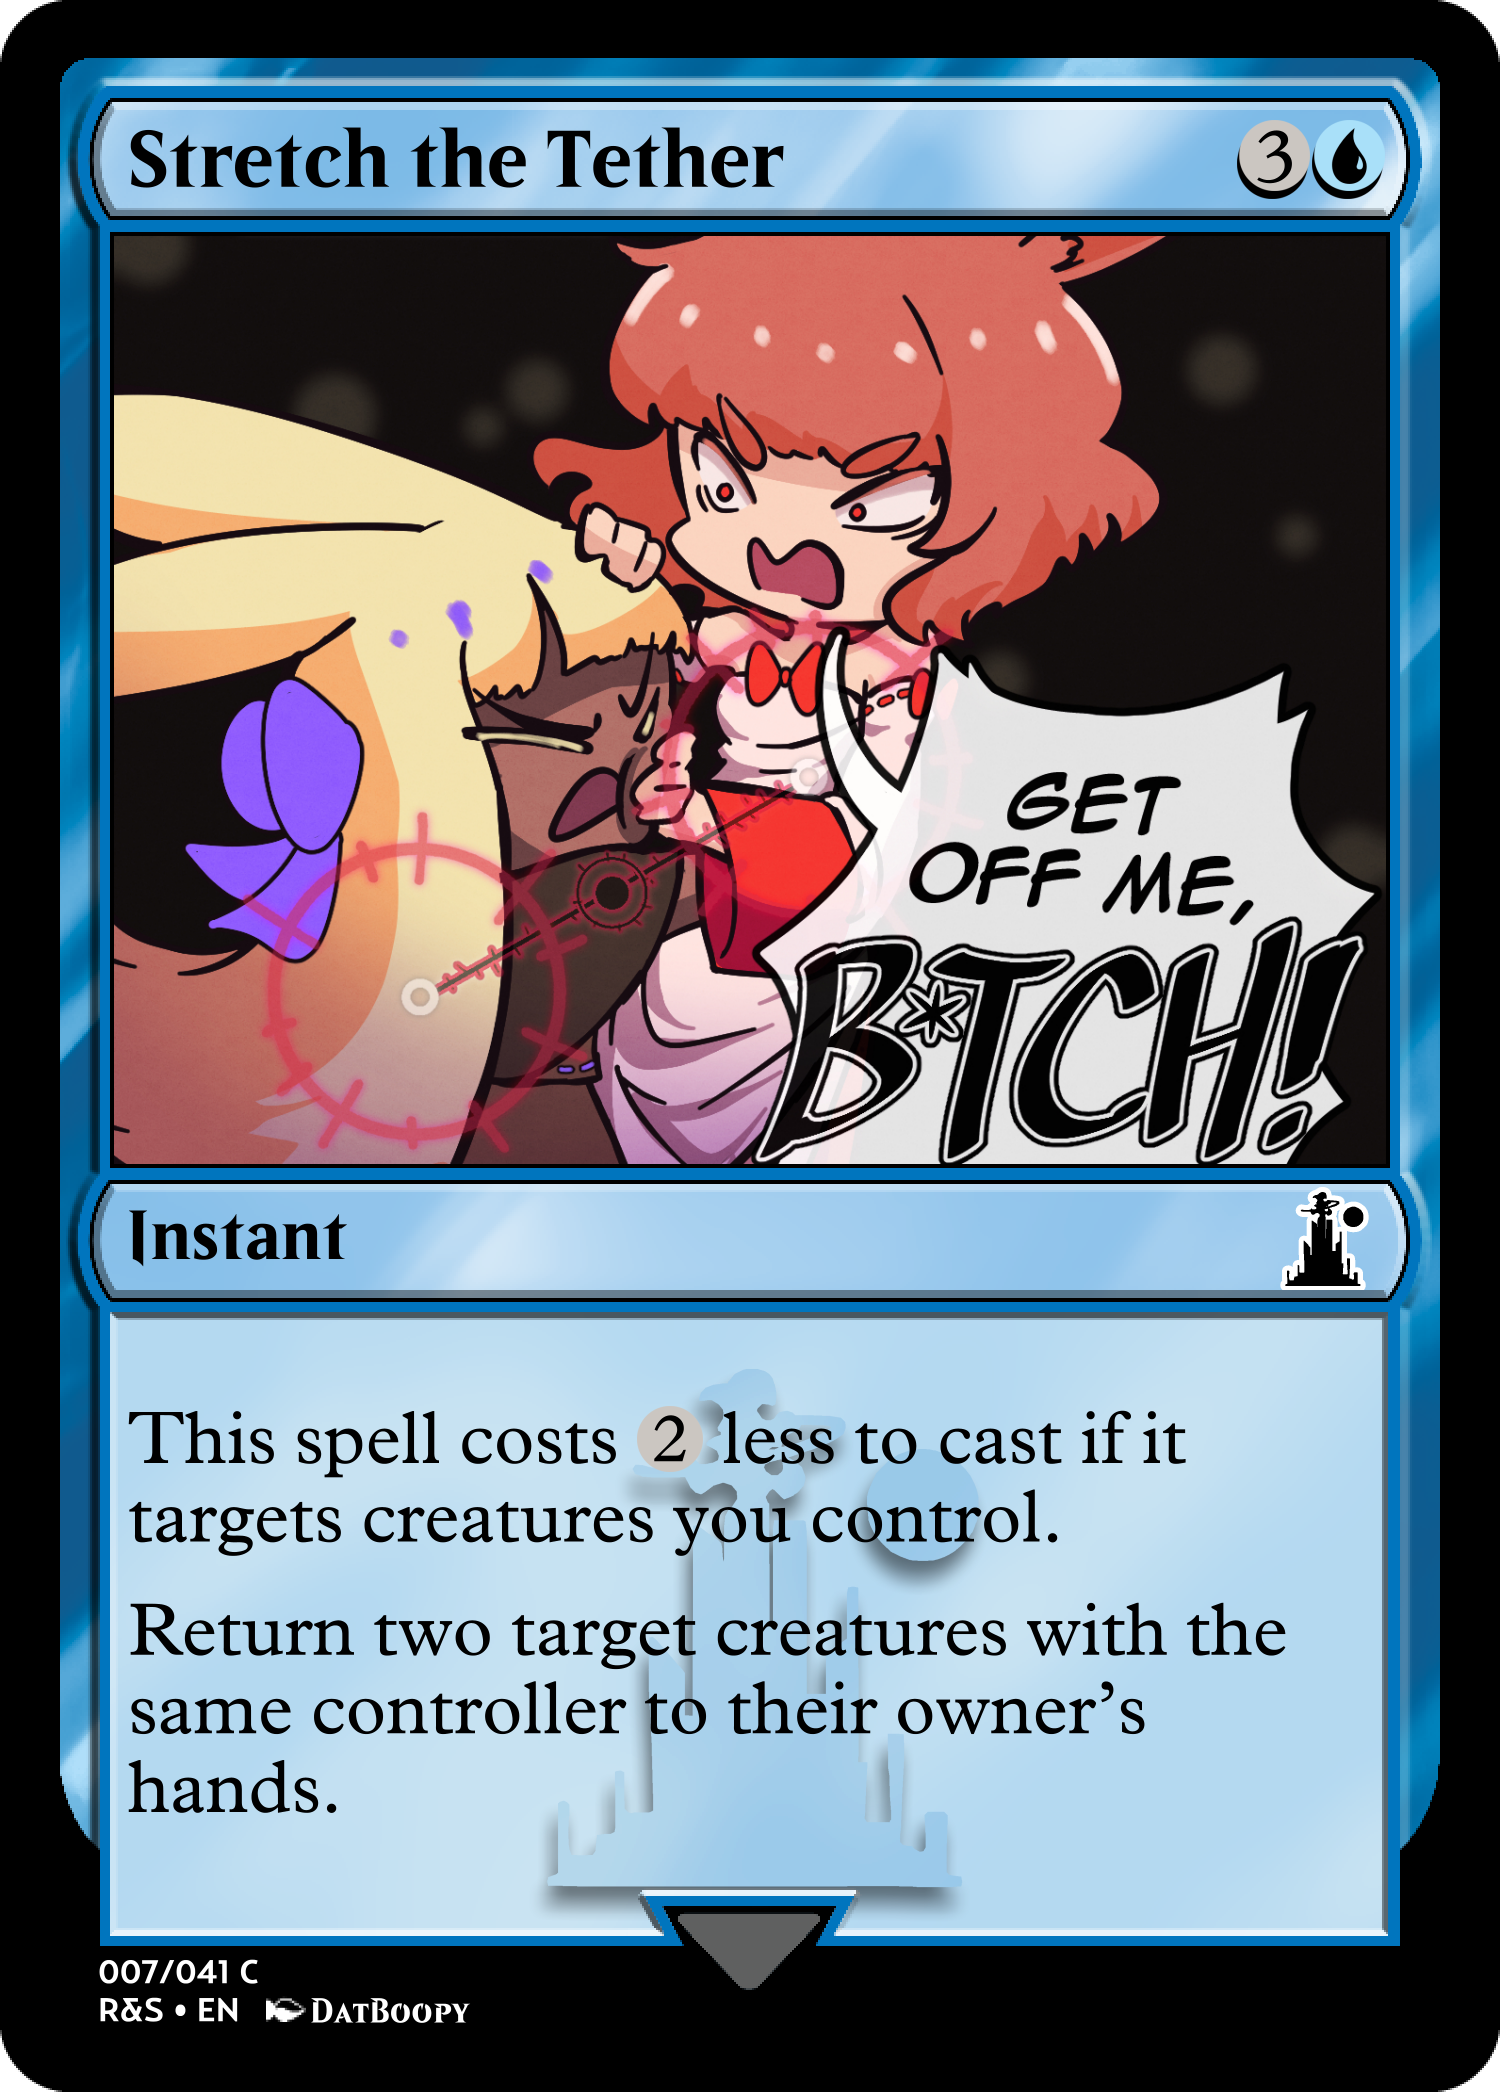 Stretch the Tether 3
GET
OFF ME,
B*TCH!
Instant
This spell costs 2 less to cast if it
targets creatures you control.
Return two target creatures with the
same controller to their owner’s
hands.
007/041 C
R&S • EN DATBOOPY